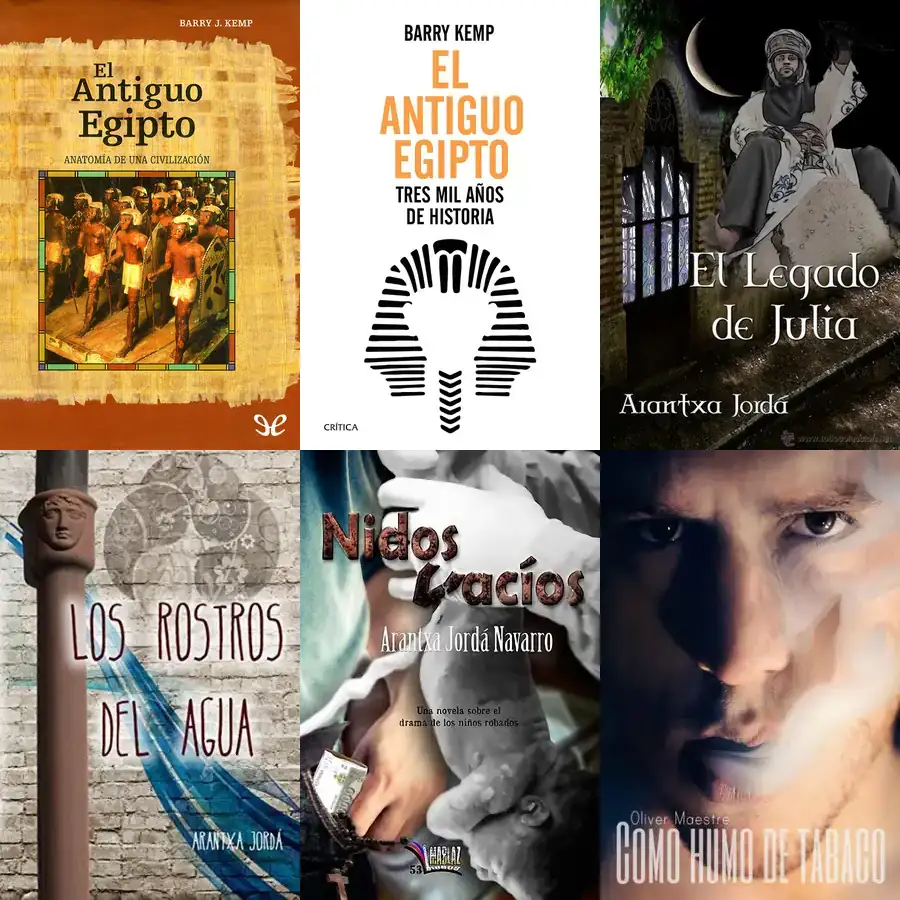 BARRY J. KEMP
El
Antiguo
Egipto
ANATOMÍA DE UNA CIVILIZACIÓN
BARRY KEMP
EL
ANTIGUO
EGIPTO
TRES MIL AÑOS
DE HISTORIA
CRÍTICA
El Legado
de Julia
Arantxa Jordá
LOS ROSTROS
DEL AGUA
ARANTXA JORDÁ
Nidos
vacíos
Arantxa Jordá Navarro
Una novela sobre el
drama de los niños robados
53
Oliver Maestre
COMO HUMO DE TABACO